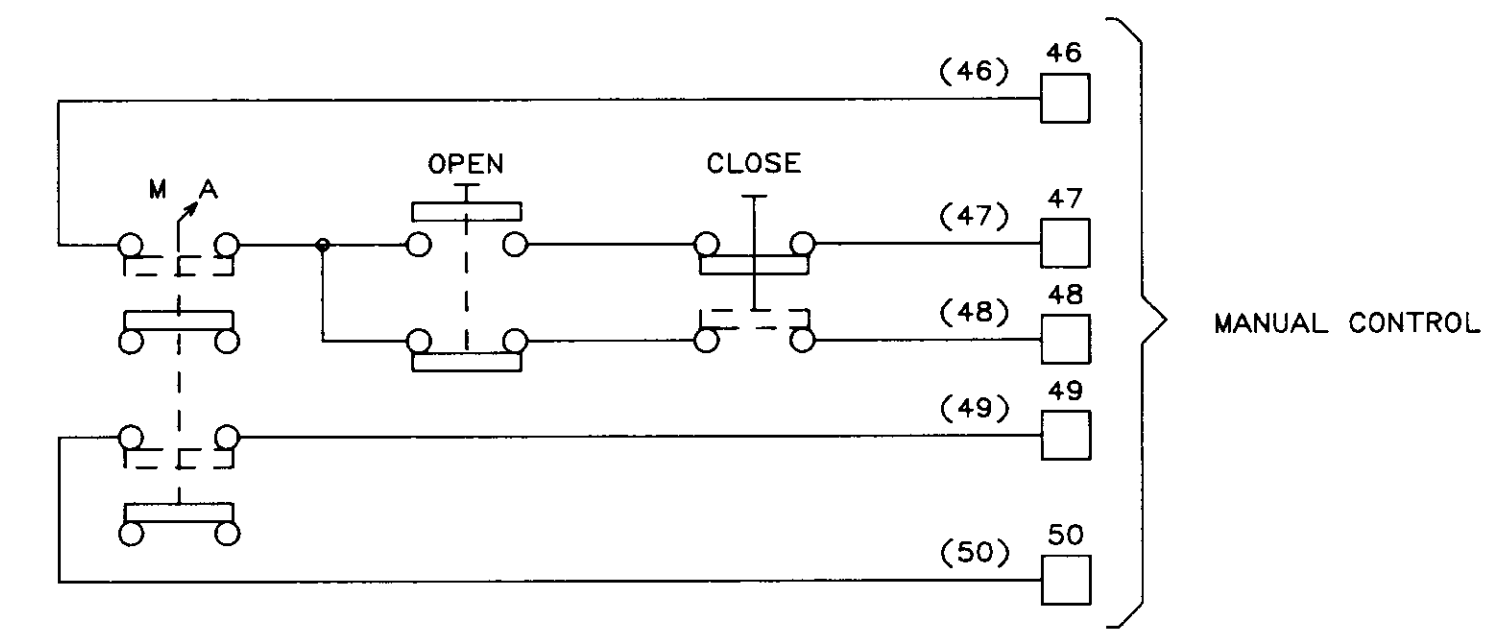 46
(46)
OPEN
CLOSE
M A
47
(47)
48
(48)
MANUAL CONTROL
49
(49)
50
(50)